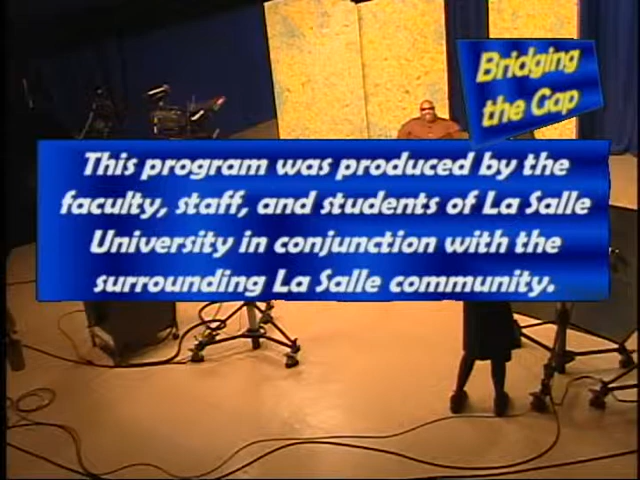 Bridging
the Gap
This program was produced by the
faculty, staff, and students of La Salle
University in conjunction with the
surrounding La Salle community.